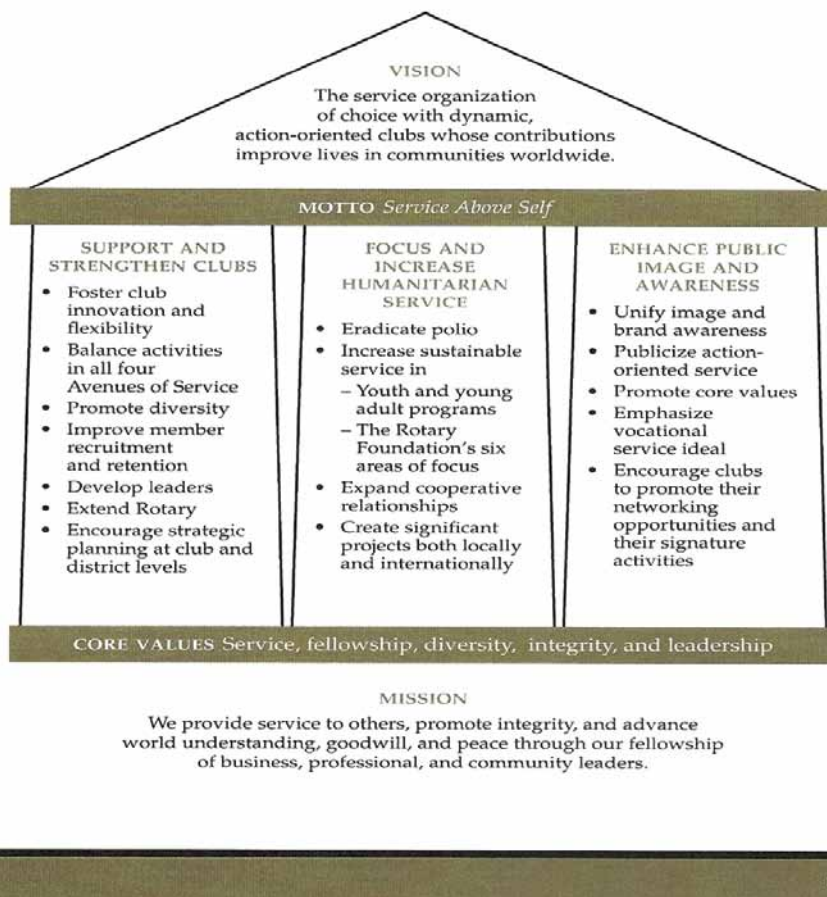 VISION
The service organization
of choice with dynamic,
action-oriented clubs whose contributions
improve lives in communities worldwide.
MOTTO Service Above Self
SUPPORT AND
STRENGTHEN CLUBS
• Foster club
innovation and
flexibility
• Balance activities
in all four
Avenues of Service
• Promote diversity
• Improve member
recruitment
and retention
• Develop leaders
• Extend Rotary
• Encourage strategic
planning at club and
district levels
FOCUS AND
INCREASE
HUMANITARIAN
SERVICE
• Eradicate polio
• Increase sustainable
service in
– Youth and young
adult programs
– The Rotary
Foundation's six
areas of focus
• Expand cooperative
relationships
• Create significant
projects both locally
and internationally
ENHANCE PUBLIC
IMAGE AND
AWARENESS
• Unify image and
brand awareness
• Publicize action-
oriented service
• Promote core values
• Emphasize
vocational
service ideal
• Encourage clubs
to promote their
networking
opportunities and
their signature
activities
CORE VALUES Service, fellowship, diversity, integrity, and leadership
MISSION
We provide service to others, promote integrity, and advance
world understanding, goodwill, and peace through our fellowship
of business, professional, and community leaders.